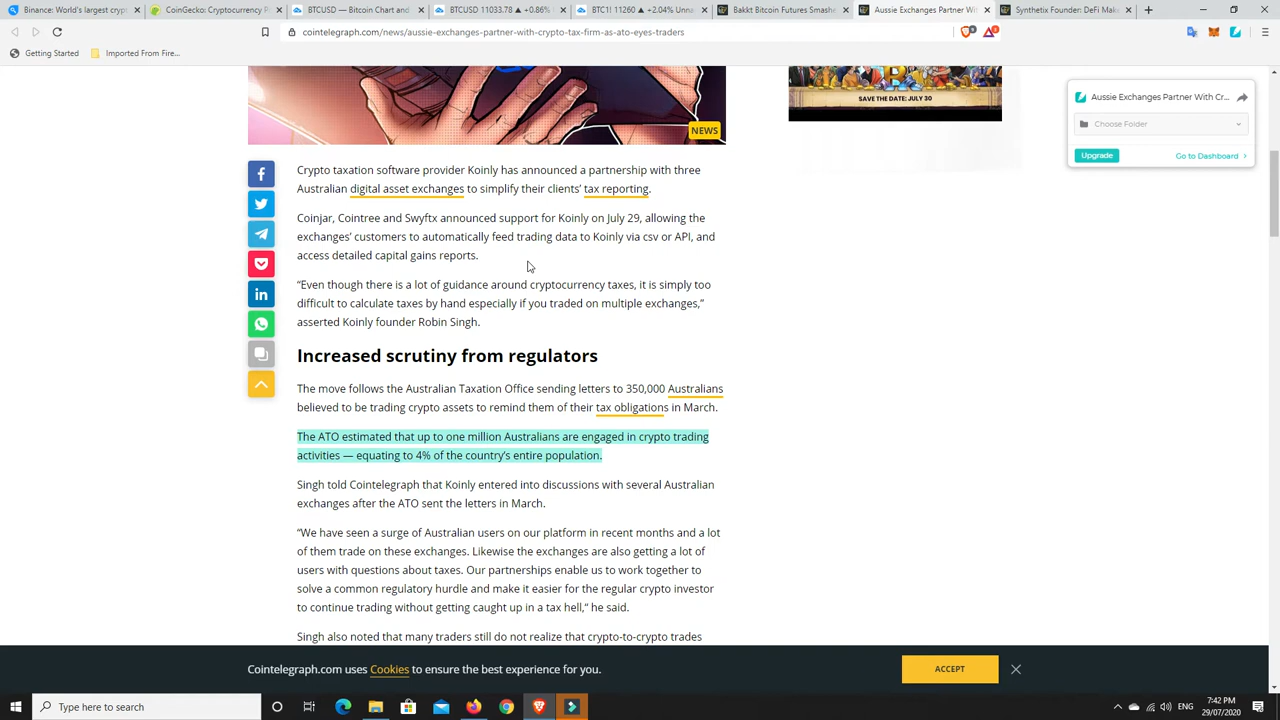 Binance: World's largest cryp
CoinGecko: Cryptocurrency P
BTCUSD — Bitcoin Chart and
BTCUSD 11033.78 ▲ +0.86%
BTC1! 11260 ▲ +2.04% Unna
Bakkt Bitcoin Futures Smashe
Aussie Exchanges Partner With
Synthetix Founder: DeFi Make
cointelegraph.com/news/aussie-exchanges-partner-with-crypto-tax-firm-as-ato-eyes-traders
Getting Started
Imported From Fire...
SAVE THE DATE: JULY 30
NEWS
Aussie Exchanges Partner With Cr...
Choose Folder
Upgrade
Go to Dashboard >
Crypto taxation software provider Koinly has announced a partnership with three
Australian digital asset exchanges to simplify their clients' tax reporting.
Coinjar, Cointree and Swyftx announced support for Koinly on July 29, allowing the
exchanges' customers to automatically feed trading data to Koinly via csv or API, and
access detailed capital gains reports.
“Even though there is a lot of guidance around cryptocurrency taxes, it is simply too
difficult to calculate taxes by hand especially if you traded on multiple exchanges,”
asserted Koinly founder Robin Singh.
Increased scrutiny from regulators
The move follows the Australian Taxation Office sending letters to 350,000 Australians
believed to be trading crypto assets to remind them of their tax obligations in March.
The ATO estimated that up to one million Australians are engaged in crypto trading
activities — equating to 4% of the country's entire population.
Singh told Cointelegraph that Koinly entered into discussions with several Australian
exchanges after the ATO sent the letters in March.
“We have seen a surge of Australian users on our platform in recent months and a lot
of them trade on these exchanges. Likewise the exchanges are also getting a lot of
users with questions about taxes. Our partnerships enable us to work together to
solve a common regulatory hurdle and make it easier for the regular crypto investor
to continue trading without getting caught up in a tax hell,“ he said.
Singh also noted that many traders still do not realize that crypto-to-crypto trades
Cointelegraph.com uses Cookies to ensure the best experience for you.
ACCEPT
Type here to search
ENG
7:42 PM
29/07/2020